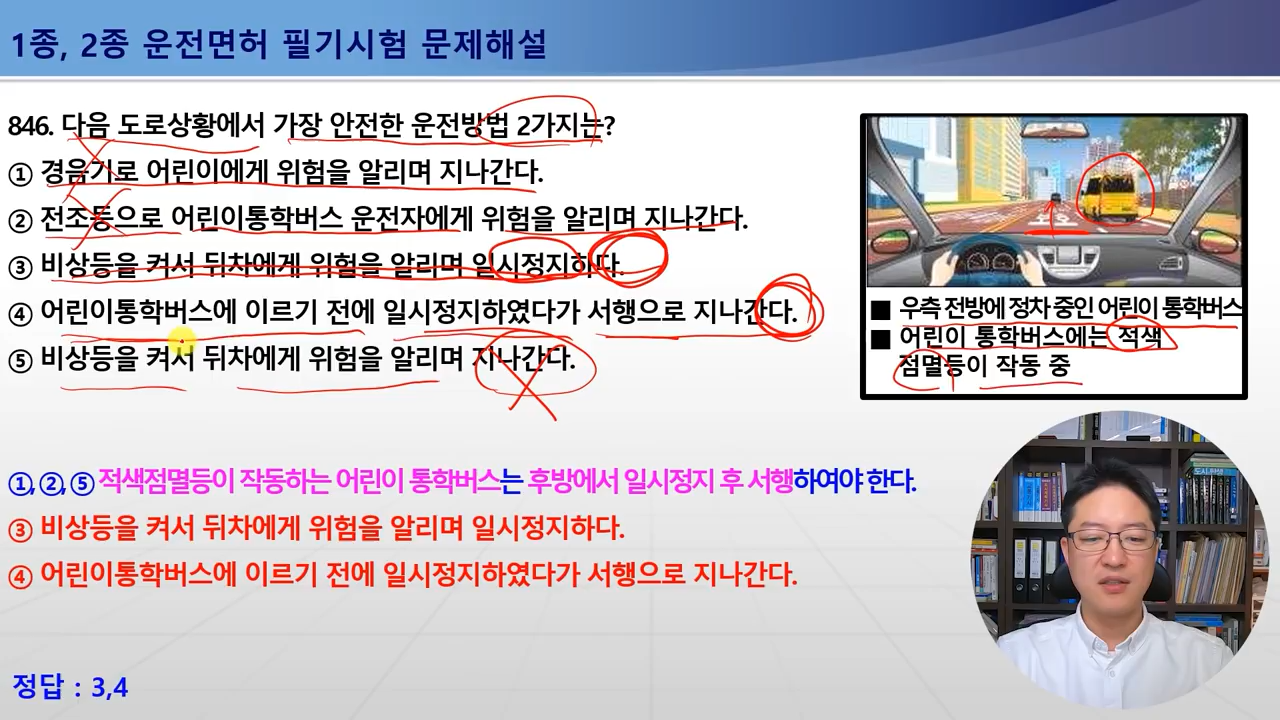 1종, 2종 운전면허 필기시험 문제해설
846. 다음 도로상황에서 가장 안전한 운전방법 2가지는?
① 경음기로 어린이에게 위험을 알리며 지나간다.
② 전조등으로 어린이통학버스 운전자에게 위험을 알리며 지나간다.
③ 비상등을 켜서 뒤차에게 위험을 알리며 일시정지하다.
④ 어린이통학버스에 이르기 전에 일시정지하였다가 서행으로 지나간다.
⑤ 비상등을 켜서 뒤차에게 위험을 알리며 지나간다.
■ 우측 전방에 정차 중인 어린이 통학버스
■ 어린이 통학버스에는 적색
점멸등이 작동 중
①,②,⑤ 적색점멸등이 작동하는 어린이 통학버스는 후방에서 일시정지 후 서행하여야 한다.
③ 비상등을 켜서 뒤차에게 위험을 알리며 일시정지하다.
④ 어린이통학버스에 이르기 전에 일시정지하였다가 서행으로 지나간다.
정답 : 3,4